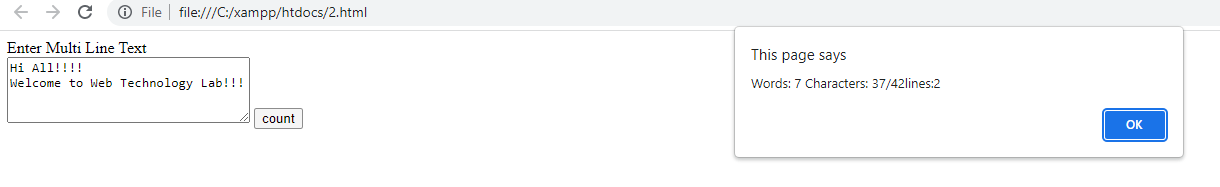 File file:///C:/xampp/htdocs/2.html
Enter Multi Line Text
Hi All!!!!
Welcome to Web Technology Lab!!!
count
This page says
Words: 7 Characters: 37/42lines:2
OK